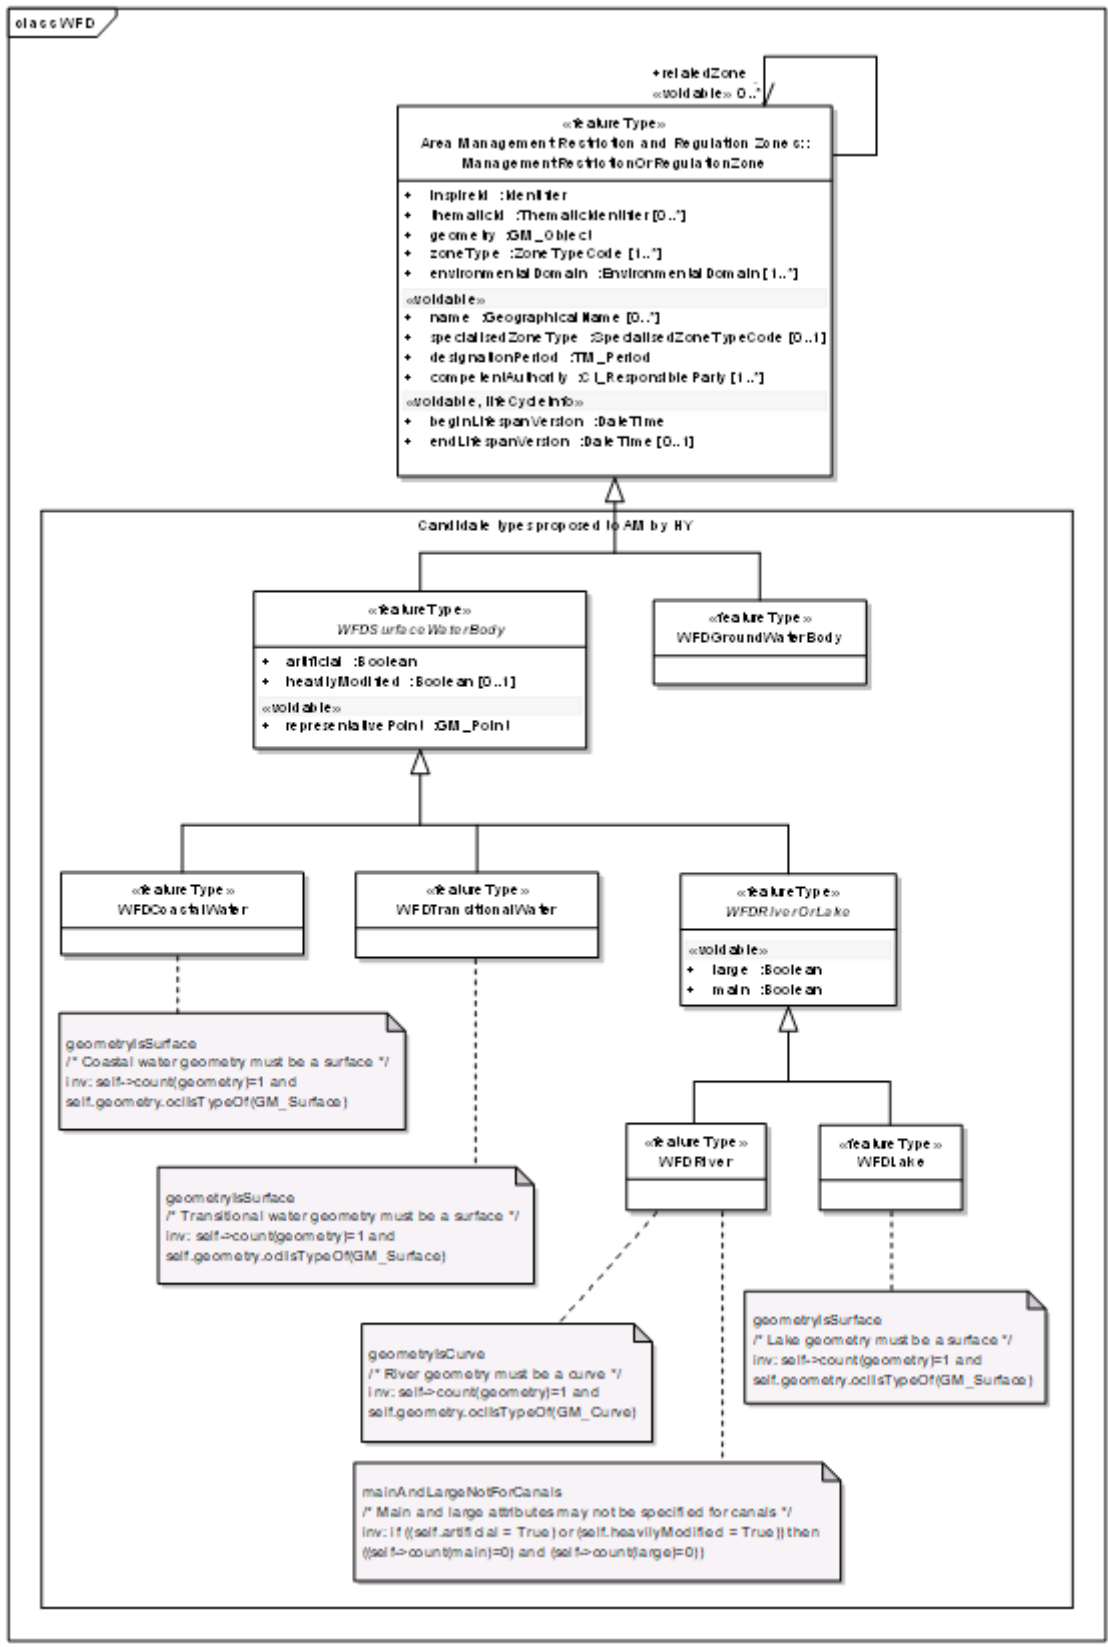 class WFD
+relatedZone
«voidable» 0..*
«featureType»
Area Management Restriction and Regulation Zones::
ManagementRestrictionOrRegulationZone
+ inspireId :Identifier
+ thematicId :ThematicIdentifier [0..*]
+ geometry :GM_Object
+ zoneType :ZoneTypeCode [1..*]
+ environmentalDomain :EnvironmentalDomain [1..*]
«voidable»
+ name :GeographicalName [0..*]
+ specialisedZoneType :SpecialisedZoneTypeCode [0..1]
+ designationPeriod :TM_Period
+ competentAuthority :CI_ResponsibleParty [1..*]
«voidable, lifeCycleInfo»
+ beginLifespanVersion :DateTime
+ endLifespanVersion :DateTime [0..1]
Candidate types proposed to AM by HY
«featureType»
WFDSurfaceWaterBody
+ artificial :Boolean
+ heavilyModified :Boolean [0..1]
«voidable»
+ representativePoint :GM_Point
«featureType»
WFDGroundWaterBody
«featureType»
WFDCoastalWater
«featureType»
WFDTransitionalWater
«featureType»
WFDRiverOrLake
«voidable»
+ large :Boolean
+ main :Boolean
geometryIsSurface
/* Coastal water geometry must be a surface */
inv: self->count(geometry)=1 and
self.geometry.oclIsTypeOf(GM_Surface)
«featureType»
WFDRiver
«featureType»
WFDLake
geometryIsSurface
/* Transitional water geometry must be a surface */
inv: self->count(geometry)=1 and
self.geometry.oclIsTypeOf(GM_Surface)
geometryIsSurface
/* Lake geometry must be a surface */
inv: self->count(geometry)=1 and
self.geometry.oclIsTypeOf(GM_Surface)
geometryIsCurve
/* River geometry must be a curve */
inv: self->count(geometry)=1 and
self.geometry.oclIsTypeOf(GM_Curve)
mainAndLargeNotForCanals
/* Main and large attributes may not be specified for canals */
inv: if ((self.artificial = True) or (self.heavilyModified = True)) then
((self->count(main)=0) and (self->count(large)=0))